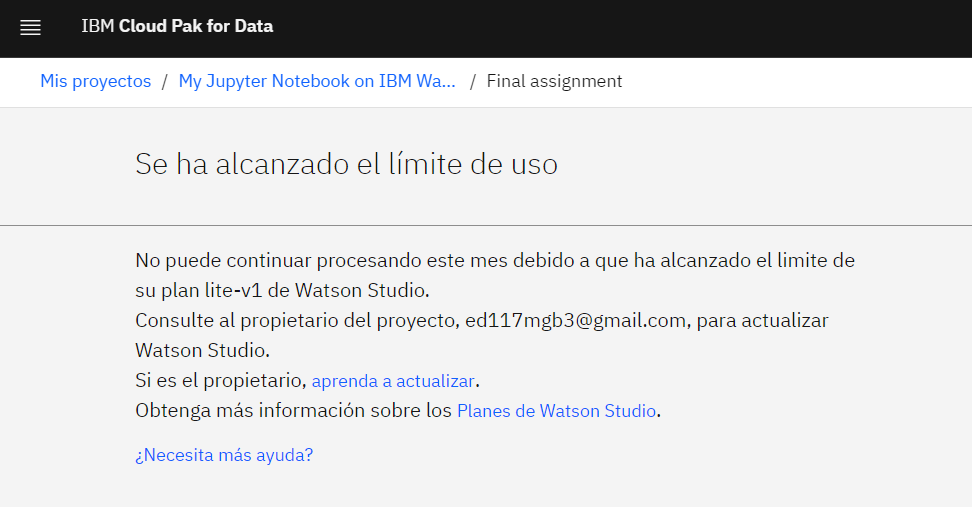 IBM Cloud Pak for Data
Mis proyectos / My Jupyter Notebook on IBM Wa... / Final assignment
Se ha alcanzado el límite de uso
No puede continuar procesando este mes debido a que ha alcanzado el limite de
su plan lite-v1 de Watson Studio.
Consulte al propietario del proyecto, ed117mgb3@gmail.com, para actualizar
Watson Studio.
Si es el propietario, aprenda a actualizar.
Obtenga más información sobre los Planes de Watson Studio.
¿Necesita más ayuda?